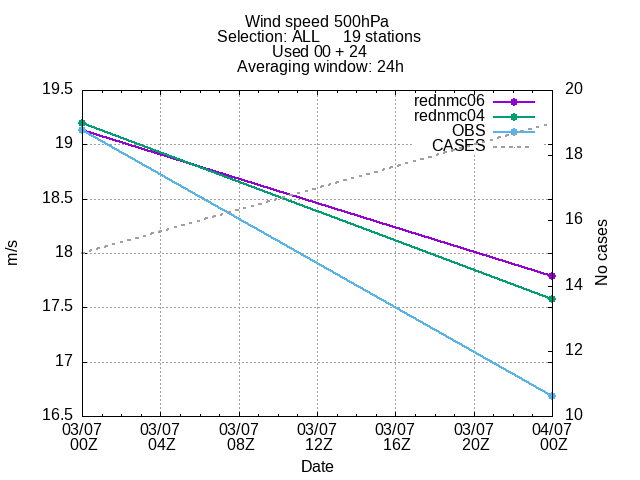 Wind speed 500hPa
Selection: ALL 19 stations
Used 00 + 24
Averaging window: 24h
19.5
19
18.5
18
17.5
17
16.5
m/s
20
18
16
14
12
10
No cases
rednmc06
rednmc04
OBS
CASES
03/07 03/07 03/07 03/07 03/07 03/07 04/07
00Z 04Z 08Z 12Z 16Z 20Z 00Z
Date